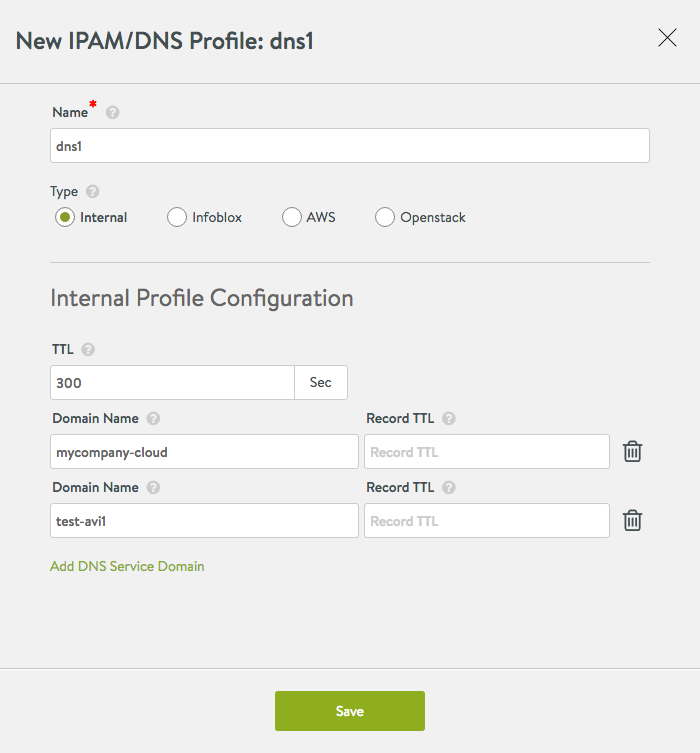 New IPAM/DNS Profile: dns1
Name* ?
dns1
Type ?
Internal Infoblox AWS Openstack
Internal Profile Configuration
TTL ?
300 Sec
Domain Name ? Record TTL ?
mycompany-cloud Record TTL
Domain Name ? Record TTL ?
test-avi1 Record TTL
Add DNS Service Domain
Save